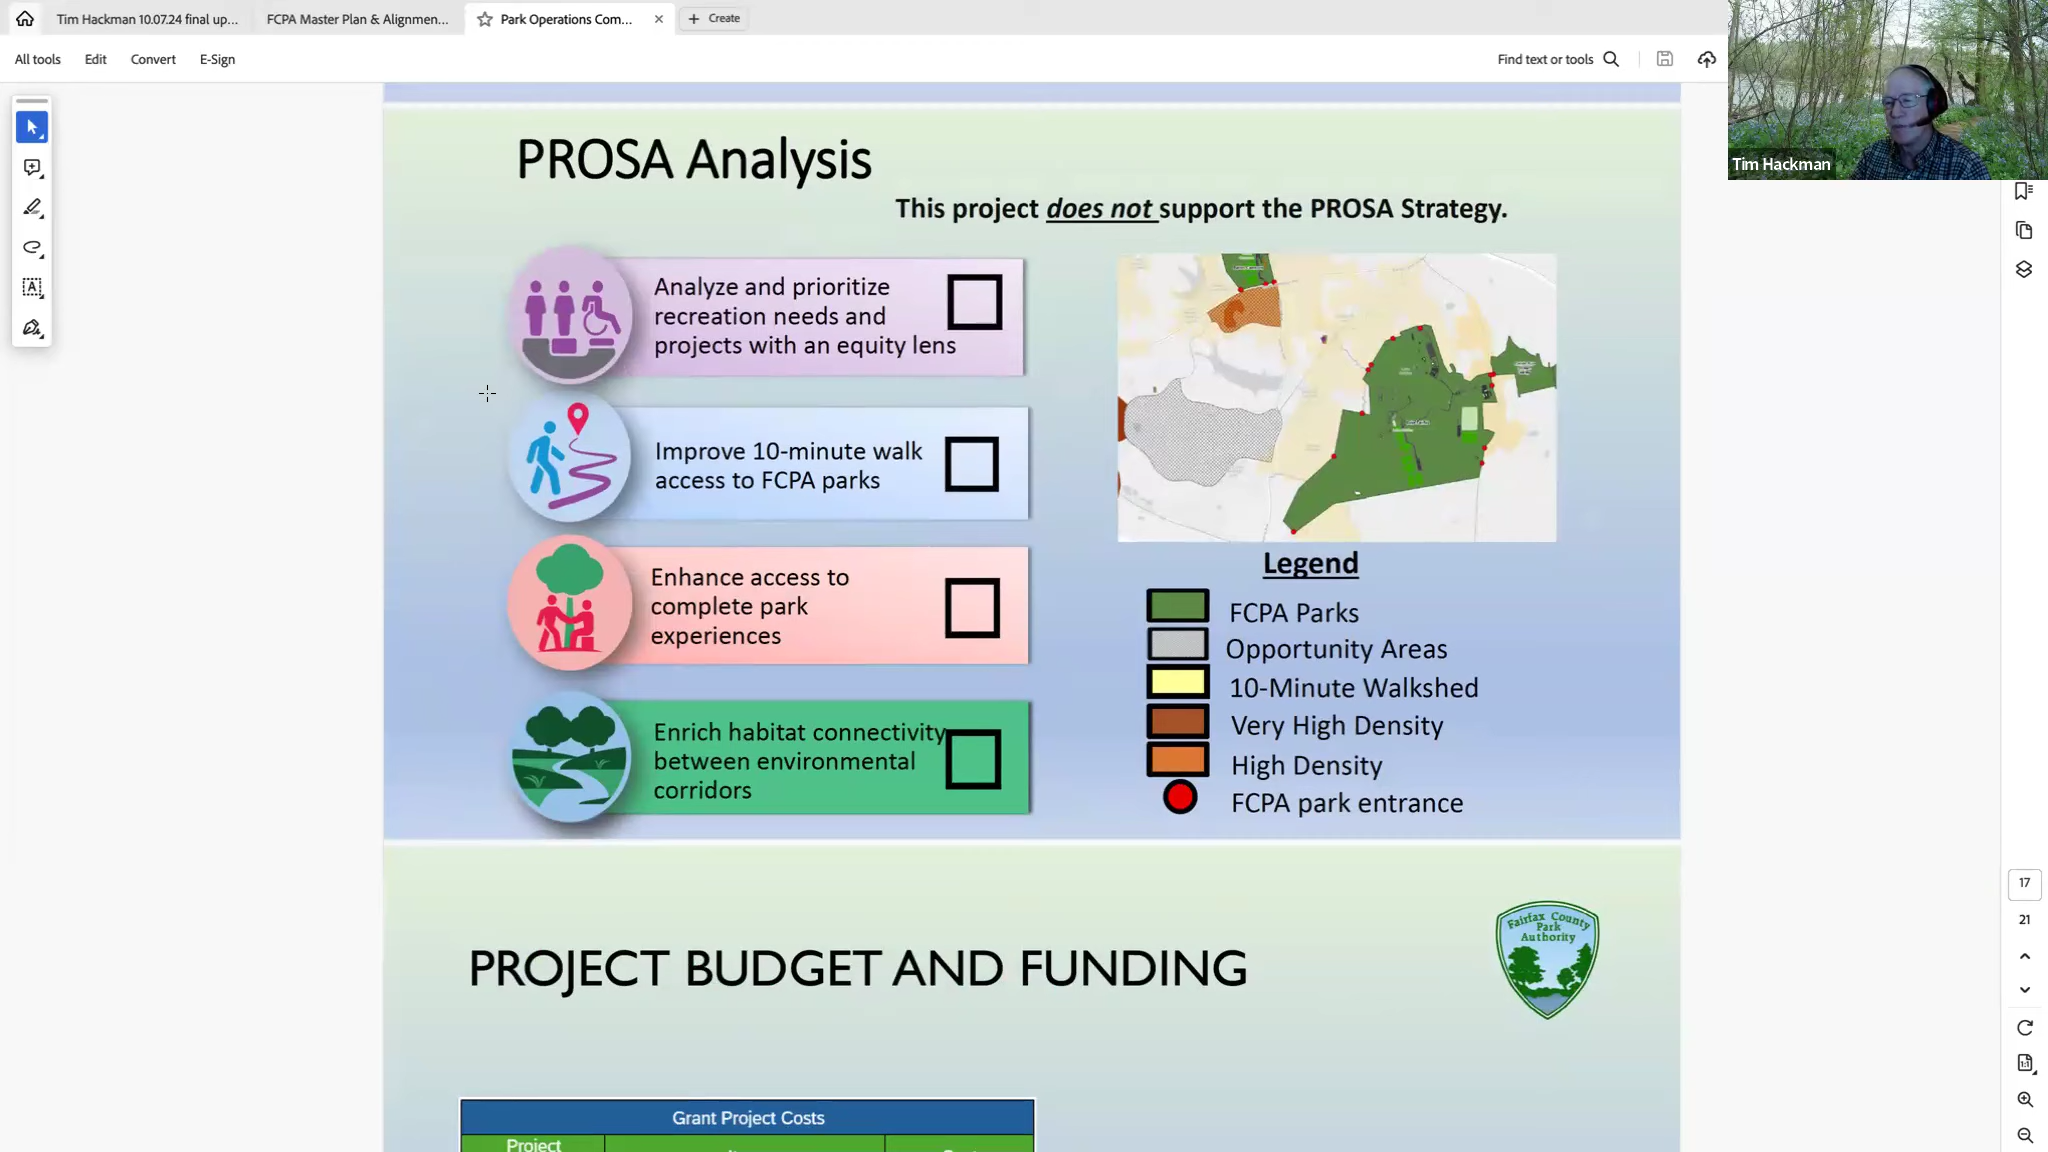 Tim Hackman 10.07.24 final up...
FCPA Master Plan & Alignmen...
Park Operations Com...
Create
All tools
Edit
Convert
E-Sign
Find text or tools
Tim Hackman
PROSA Analysis
This project does not support the PROSA Strategy.
Analyze and prioritize
recreation needs and
projects with an equity lens
Improve 10-minute walk
access to FCPA parks
Enhance access to
complete park
experiences
Enrich habitat connectivity
between environmental
corridors
Legend
FCPA Parks
Opportunity Areas
10-Minute Walkshed
Very High Density
High Density
FCPA park entrance
17
21
PROJECT BUDGET AND FUNDING
Fairfax County
Park
Authority
Grant Project Costs
Project